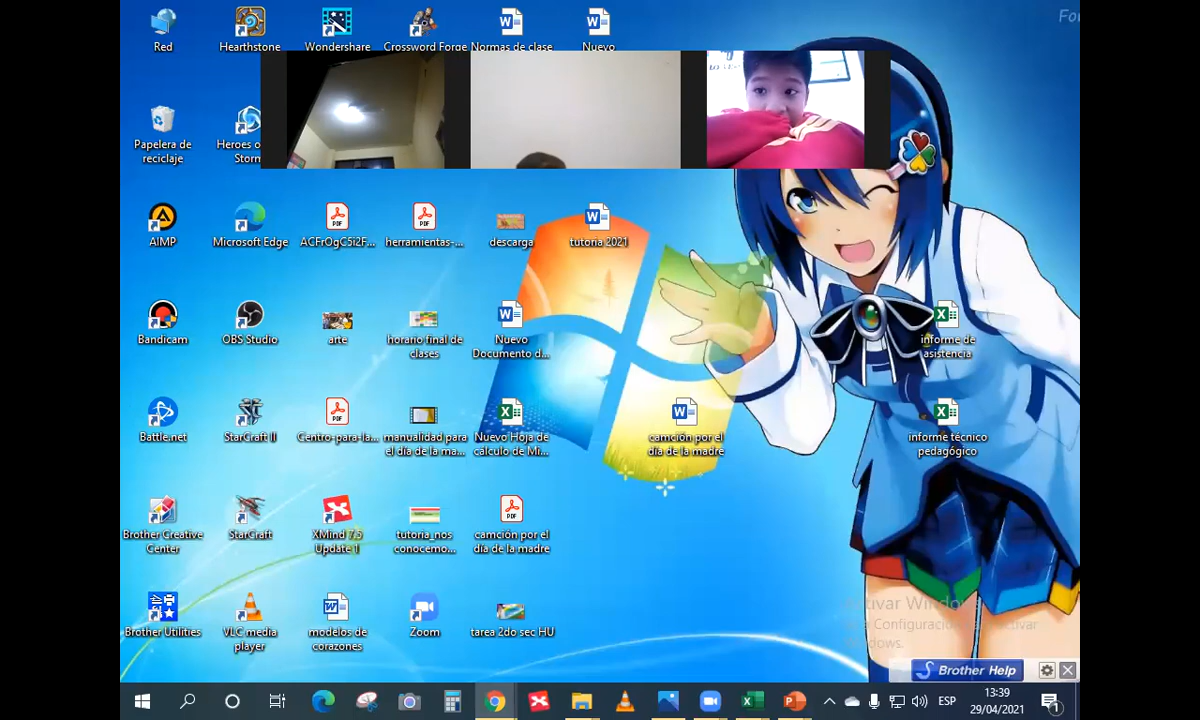 Red
Hearthstone
Wondershare
Crossword Forge
Normas de clase
Nuevo
Papelera de
reciclaje
Heroes o
Storm
AIMP
Microsoft Edge
ACFrOgC5i2F...
herramientas-...
descarga
tutoria 2021
Bandicam
OBS Studio
arte
horario final de
clases
Nuevo
Documento d...
informe de
asistencia
Battle.net
StarCraft II
Centro-para-la...
manualidad para
el día de la ma...
Nuevo Hoja de
cálculo de Mi...
camción por el
día de la madre
informe técnico
pedagógico
Brother Creative
Center
StarCraft
XMind 7.5
Update 1
tutoria_nos
conocemo...
camción por el
día de la madre
Brother Utilities
VLC media
player
modelos de
corazones
Zoom
tarea 2do sec HU
Brother Help
ESP
13:39
29/04/2021
1